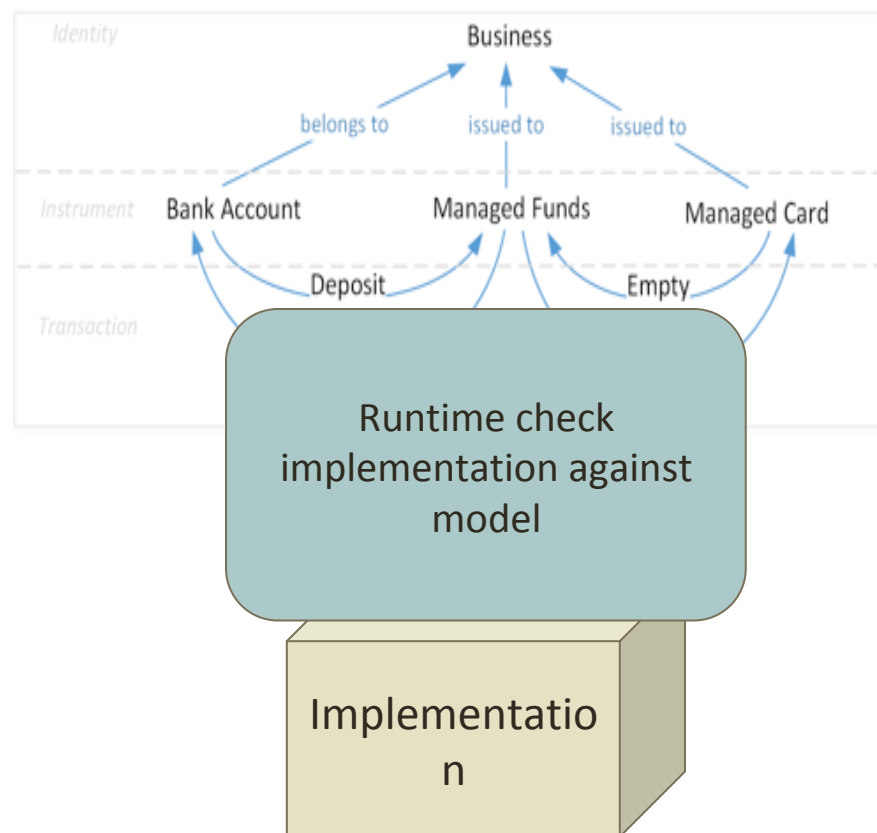 Identity
Business
belongs to
issued to
issued to
Instrument
Bank Account
Managed Funds
Managed Card
Deposit
Empty
Transaction
Runtime check
implementation against
model
Implementatio
n